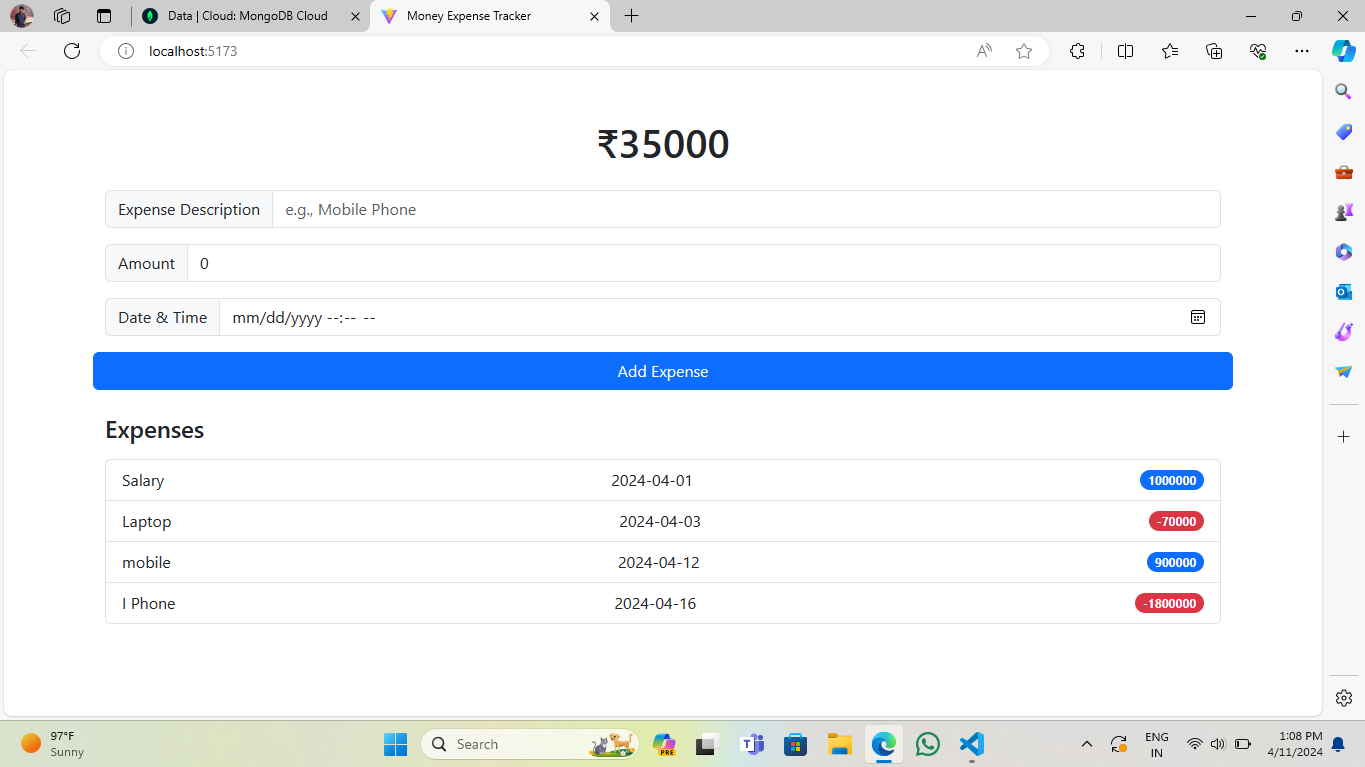 Data | Cloud: MongoDB Cloud
Money Expense Tracker
localhost:5173
₹35000
Expense Description e.g., Mobile Phone
Amount 0
Date & Time mm/dd/yyyy --:-- --
Add Expense
Expenses
Salary 2024-04-01 1000000
Laptop 2024-04-03 -70000
mobile 2024-04-12 900000
I Phone 2024-04-16 -1800000
97°F
Sunny
Search
PRE
ENG
IN
1:08 PM
4/11/2024